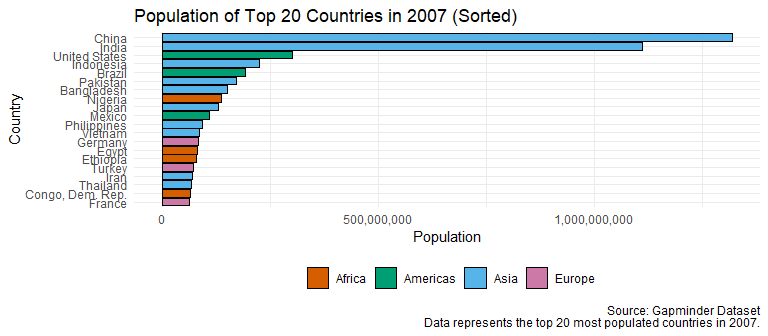 Population of Top 20 Countries in 2007 (Sorted)
Country
China
India
United States
Indonesia
Brazil
Pakistan
Bangladesh
Nigeria
Japan
Mexico
Philippines
Vietnam
Germany
Egypt
Ethiopia
Turkey
Iran
Thailand
Congo, Dem. Rep.
France
0 500,000,000 1,000,000,000
Population
Africa Americas Asia Europe
Source: Gapminder Dataset
Data represents the top 20 most populated countries in 2007.